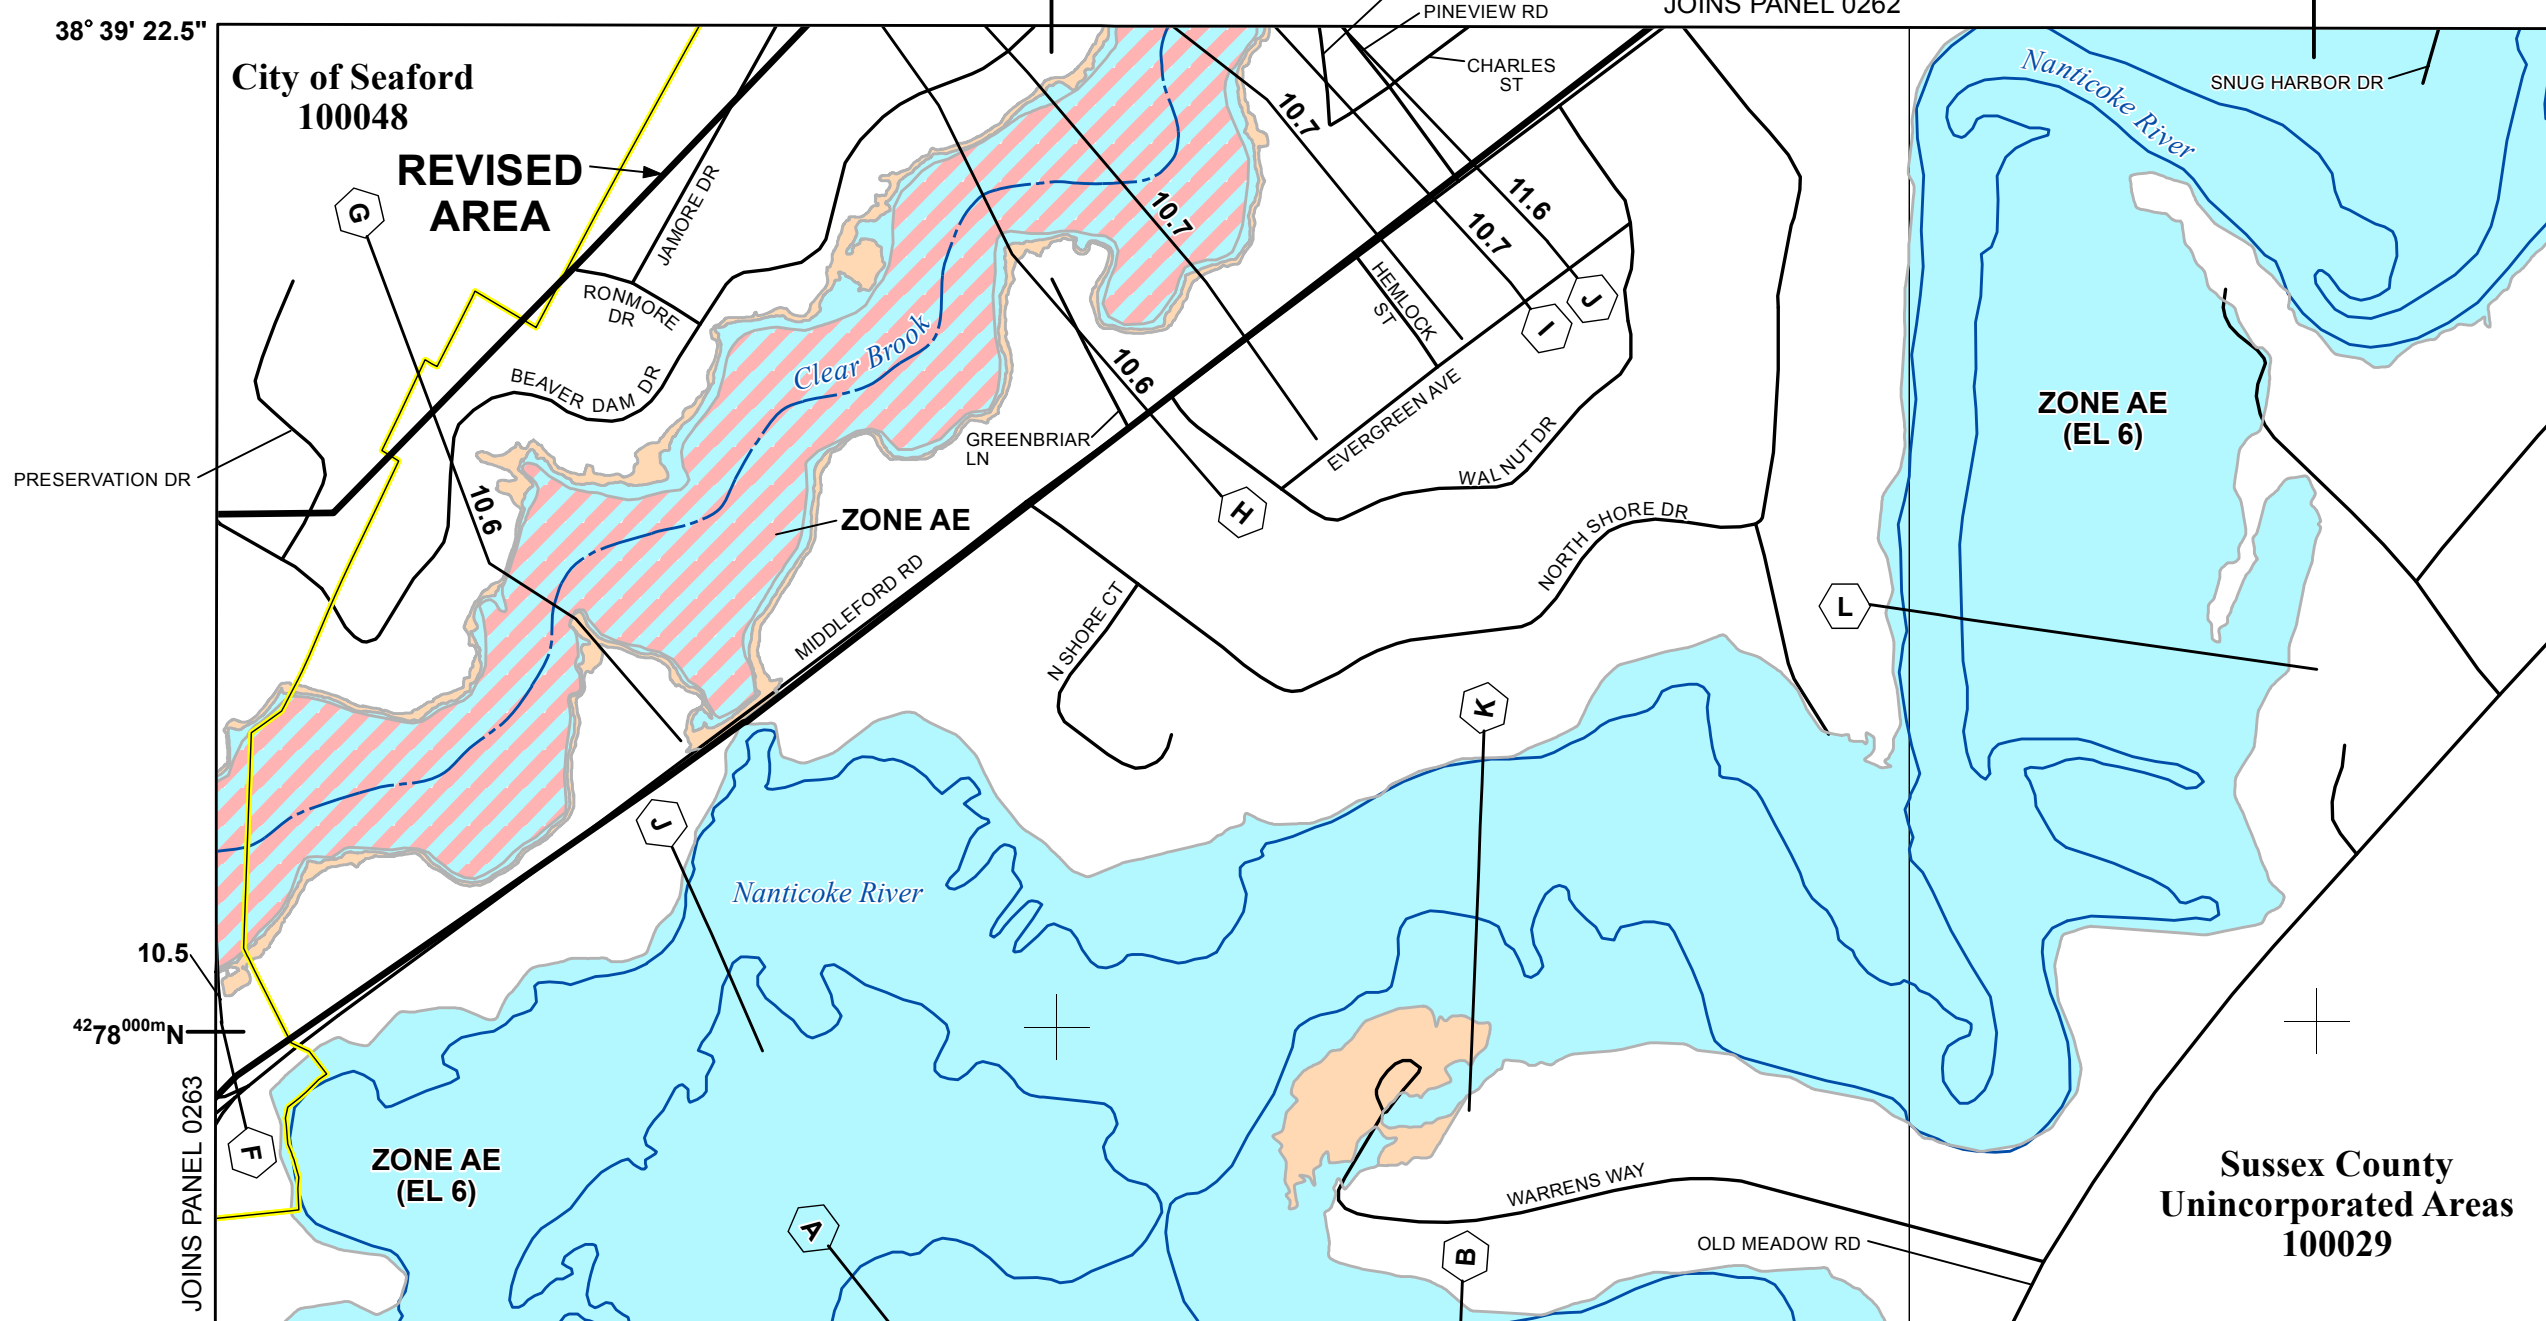 JOINS PANEL 0262
38° 39' 22.5"
PINEVIEW RD
City of Seaford
100048
CHARLES
ST
SNUG HARBOR DR
Nanticoke River
REVISED
AREA
JAMORE DR
G
10.7
10.7
11.6
10.7
RONMORE
DR
HEMLOCK
ST
J
I
Clear Brook
BEAVER DAM DR
10.6
GREENBRIAR
LN
EVERGREEN AVE
WALNUT DR
ZONE AE
(EL 6)
PRESERVATION DR
10.6
ZONE AE
H
NORTH SHORE DR
MIDDLEFORD RD
N SHORE CT
L
K
J
Nanticoke River
10.5
4278000mN
JOINS PANEL 0263
F
ZONE AE
(EL 6)
A
WARRENS WAY
B
OLD MEADOW RD
Sussex County
Unincorporated Areas
100029